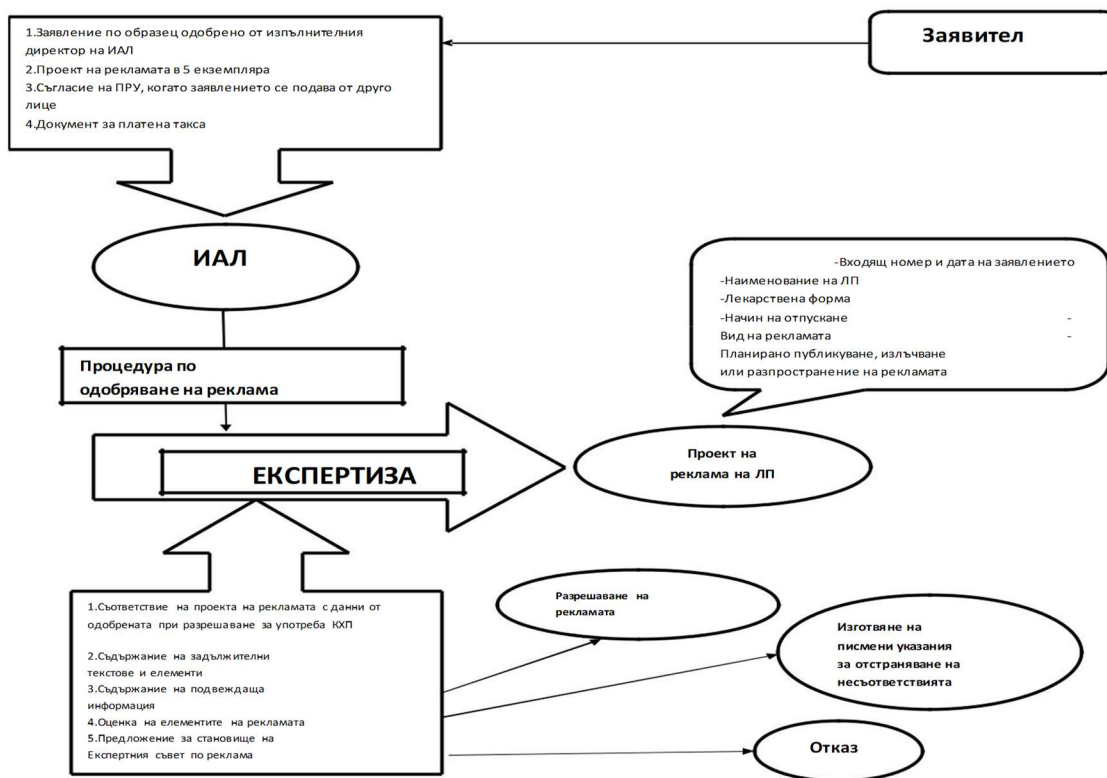 1.Заявление по образец одобрено от изпълнителния
директор на ИАЛ
2.Проект на рекламата в 5 екземпляра
3.Съгласие на ПРУ, когато заявлението се подава от друго
лице
4.Документ за платена такса
Заявител
ИАЛ
-Входящ номер и дата на заявлението
-Наименование на ЛП
-Лекарствена форма
-Начин на отпускане -
Вид на рекламата -
Планирано публикуване, излъчване
или разпространение на рекламата
Процедура по
одобряване на реклама
ЕКСПЕРТИЗА
Проект на
реклама на ЛП
1.Съответствие на проекта на рекламата с данни от
одобрената при разрешаване за употреба КХП
2.Съдържание на задължителни
текстове и елементи
3.Съдържание на подвеждаща
информация
4.Оценка на елементите на рекламата
5.Предложение за становище на
Експертния съвет по реклама
Разрешаване на
рекламата
Изготвяне на
писмени указания
за отстраняване на
несъответствията
Отказ